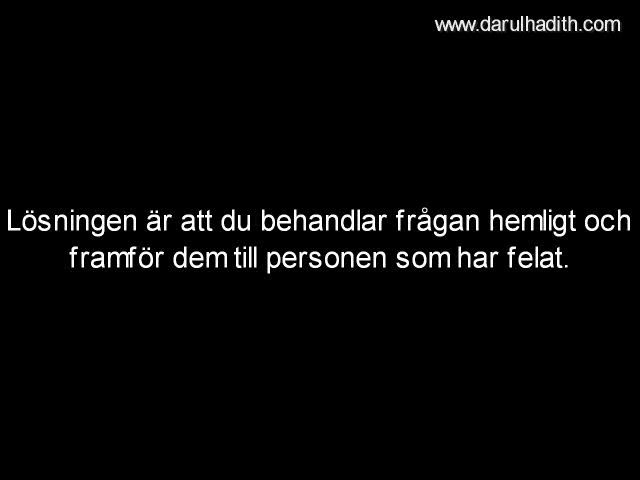 www.darulhadith.com
Lösningen är att du behandlar frågan hemligt och
framför dem till personen som har felat.